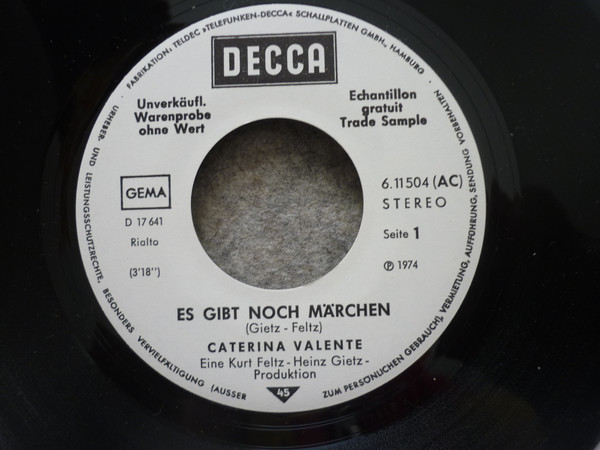 FABRIKATION: TELDEC »TELEFUNKEN-DECCA« SCHALLPLATTEN GMBH., HAMBURG
URHEBER- UND LEISTUNGSSCHUTZRECHTE, BESONDERS VERVIELFÄLTIGUNG (AUSSER ZUM PERSÖNLICHEN GEBRAUCH), VERMIETUNG, AUFFÜHRUNG, SENDUNG VORBEHALTEN
DECCA
Unverkäufl.
Warenprobe
ohne Wert
Echantillon
gratuit
Trade Sample
GEMA
D 17 641
Rialto
(3'18")
6.11504 (AC)
STEREO
Seite 1
℗ 1974
ES GIBT NOCH MÄRCHEN
(Gietz - Feltz)
CATERINA VALENTE
Eine Kurt Feltz - Heinz Gietz -
Produktion
45